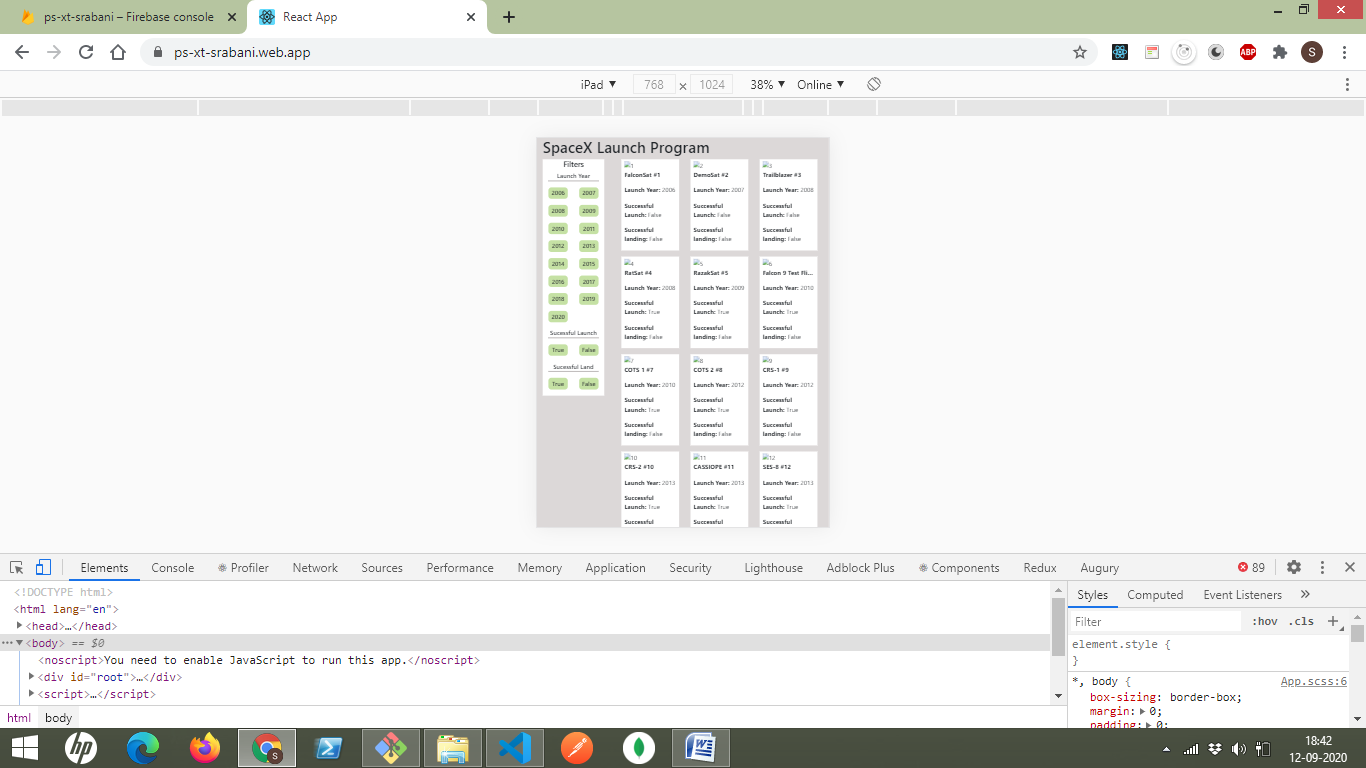 ps-xt-srabani – Firebase console
React App
ps-xt-srabani.web.app
ABP
S
iPad 768 × 1024 38% Online
SpaceX Launch Program
Filters
Launch Year
2006 2007
2008 2009
2010 2011
2012 2013
2014 2015
2016 2017
2018 2019
2020
Sucessful Launch
True False
Sucessful Land
True False
1
FalconSat #1
Launch Year: 2006
Successful
Launch: False
Successful
landing: False
2
DemoSat #2
Launch Year: 2007
Successful
Launch: False
Successful
landing: False
3
Trailblazer #3
Launch Year: 2008
Successful
Launch: False
Successful
landing: False
4
RatSat #4
Launch Year: 2008
Successful
Launch: True
Successful
landing: False
5
RazakSat #5
Launch Year: 2009
Successful
Launch: True
Successful
landing: False
6
Falcon 9 Test Fli...
Launch Year: 2010
Successful
Launch: True
Successful
landing: False
7
COTS 1 #7
Launch Year: 2010
Successful
Launch: True
Successful
landing: False
8
COTS 2 #8
Launch Year: 2012
Successful
Launch: True
Successful
landing: False
9
CRS-1 #9
Launch Year: 2012
Successful
Launch: True
Successful
landing: False
10
CRS-2 #10
Launch Year: 2013
Successful
Launch: True
Successful
11
CASSIOPE #11
Launch Year: 2013
Successful
Launch: True
Successful
12
SES-8 #12
Launch Year: 2013
Successful
Launch: True
Successful
Elements Console Profiler Network Sources Performance Memory Application Security Lighthouse Adblock Plus Components Redux Augury 89
<!DOCTYPE html>
<html lang="en">
<head>…</head>
<body> == $0
<noscript>You need to enable JavaScript to run this app.</noscript>
<div id="root">…</div>
<script>…</script>
html body
Styles Computed Event Listeners »
Filter :hov .cls +
element.style {
}
*, body { App.scss:6
box-sizing: border-box;
margin: 0;
padding: 0;
hp
S
18:42
12-09-2020